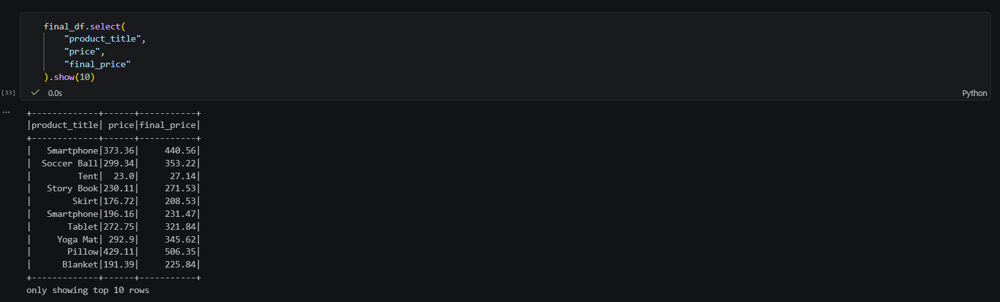 final_df.select(
    "product_title",
    "price",
    "final_price"
).show(10)
[33]
0.0s
Python
...
+-------------+------+-----------+
|product_title| price|final_price|
+-------------+------+-----------+
|   Smartphone|373.36|     440.56|
|  Soccer Ball|299.34|     353.22|
|         Tent|  23.0|      27.14|
|   Story Book|230.11|     271.53|
|        Skirt|176.72|     208.53|
|   Smartphone|196.16|     231.47|
|       Tablet|272.75|     321.84|
|     Yoga Mat| 292.9|     345.62|
|       Pillow|429.11|     506.35|
|      Blanket|191.39|     225.84|
+-------------+------+-----------+
only showing top 10 rows